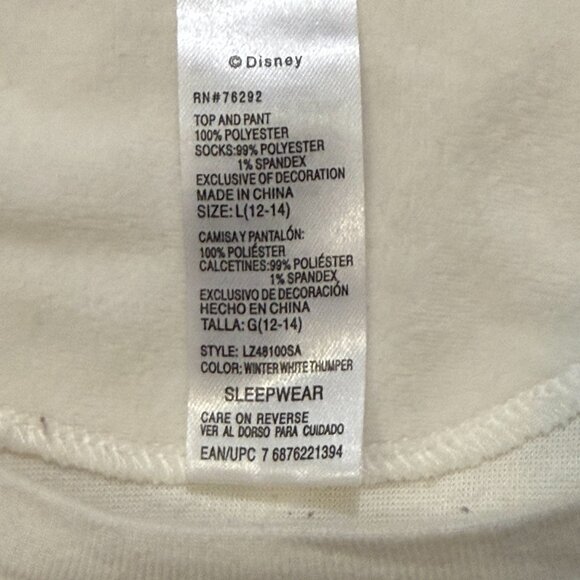 ©Disney
RN#76292
TOP AND PANT
100% POLYESTER
SOCKS:99% POLYESTER
1% SPANDEX
EXCLUSIVE OF DECORATION
MADE IN CHINA
SIZE: L(12-14)
CAMISA Y PANTALÓN:
100% POLIÉSTER
CALCETINES:99% POLIÉSTER
1% SPANDEX
EXCLUSIVO DE DECORACIÓN
HECHO EN CHINA
TALLA: G(12-14)
STYLE: LZ48100SA
COLOR: WINTER WHITE THUMPER
SLEEPWEAR
CARE ON REVERSE
VER AL DORSO PARA CUIDADO
EAN/UPC 7 6876221394